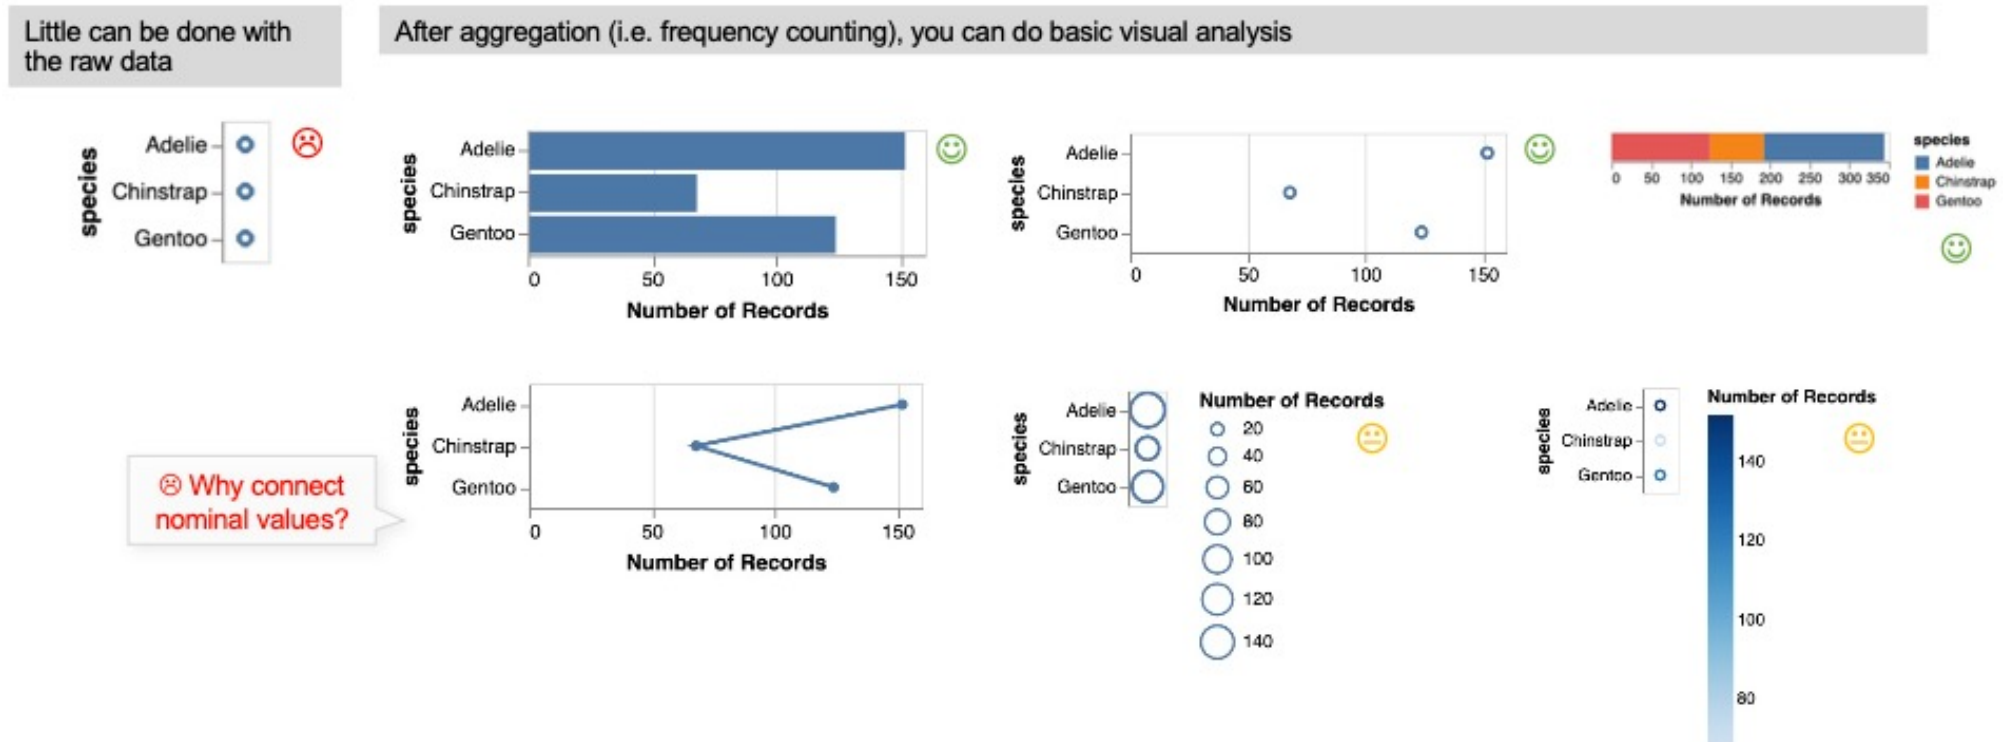 Little can be done with
the raw data
After aggregation (i.e. frequency counting), you can do basic visual analysis
species
Adelie
Chinstrap
Gentoo
species
Adelie
Chinstrap
Gentoo
0 50 100 150
Number of Records
species
Adelie
Chinstrap
Gentoo
0 50 100 150
Number of Records
0 50 100 150 200 250 300 350
Number of Records
species
Adelie
Chinstrap
Gentoo
Why connect
nominal values?
species
Adelie
Chinstrap
Gentoo
0 50 100 150
Number of Records
species
Adelie
Chinstrap
Gentoo
Number of Records
20
40
60
80
100
120
140
species
Adelie
Chinstrap
Gentoo
Number of Records
140
120
100
80